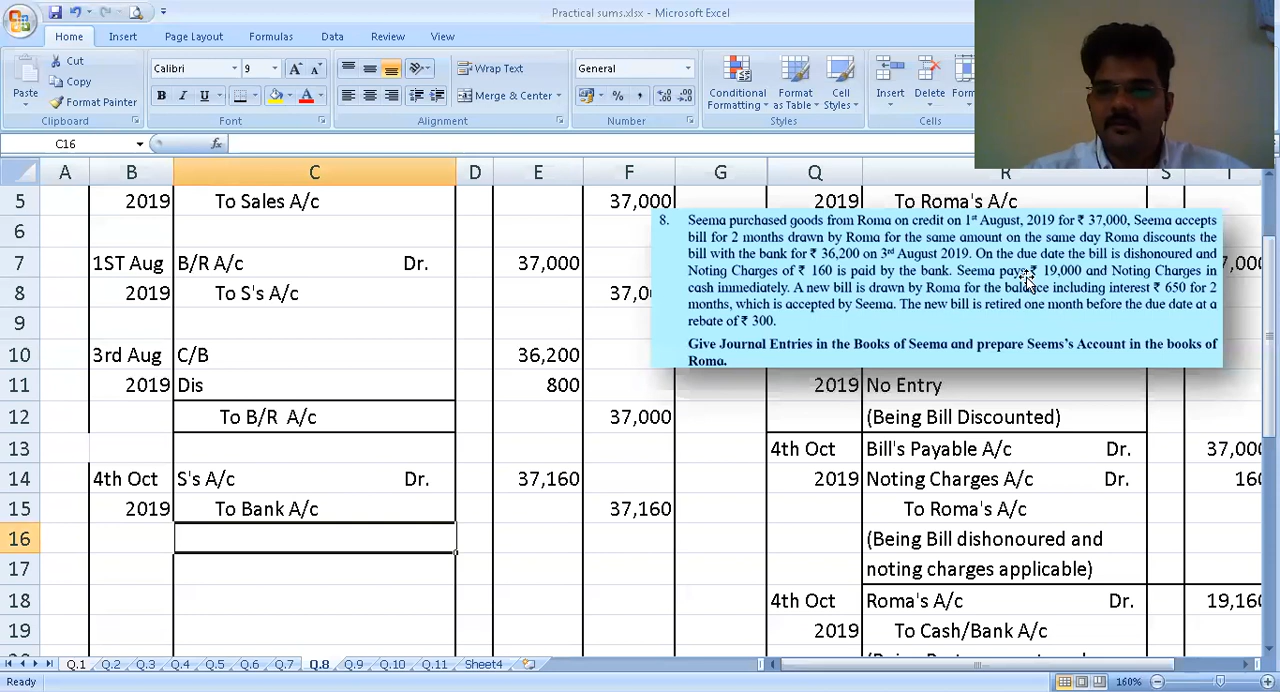 Practical sums.xlsx - Microsoft Excel
Home Insert Page Layout Formulas Data Review View
Paste
Cut
Copy
Format Painter
Clipboard
Calibri 9
B I U
Font
Wrap Text
Merge & Center
Alignment
General
% ,
Number
Conditional Formatting
Format as Table
Cell Styles
Styles
Insert Delete
Cells
C16 fx
A B C D E F G Q R S
5 2019 To Sales A/c 37,000 2019 To Roma's A/c
6
7 1ST Aug B/R A/c Dr. 37,000
8 2019 To S's A/c
9
10 3rd Aug C/B 36,200
11 2019 Dis 800 2019 No Entry
12 To B/R A/c 37,000 (Being Bill Discounted)
13 4th Oct Bill's Payable A/c Dr. 37,000
14 4th Oct S's A/c Dr. 37,160 2019 Noting Charges A/c Dr. 160
15 2019 To Bank A/c 37,160 To Roma's A/c
16 (Being Bill dishonoured and
17 noting charges applicable)
18 4th Oct Roma's A/c Dr. 19,160
19 2019 To Cash/Bank A/c
8. Seema purchased goods from Roma on credit on 1st August, 2019 for ₹ 37,000, Seema accepts
bill for 2 months drawn by Roma for the same amount on the same day Roma discounts the
bill with the bank for ₹ 36,200 on 3rd August 2019. On the due date the bill is dishonoured and
Noting Charges of ₹ 160 is paid by the bank. Seema pays ₹ 19,000 and Noting Charges in
cash immediately. A new bill is drawn by Roma for the balance including interest ₹ 650 for 2
months, which is accepted by Seema. The new bill is retired one month before the due date at a
rebate of ₹ 300.
Give Journal Entries in the Books of Seema and prepare Seems's Account in the books of
Roma.
Q.1 Q.2 Q.3 Q.4 Q.5 Q.6 Q.7 Q.8 Q.9 Q.10 Q.11 Sheet4
Ready 160%